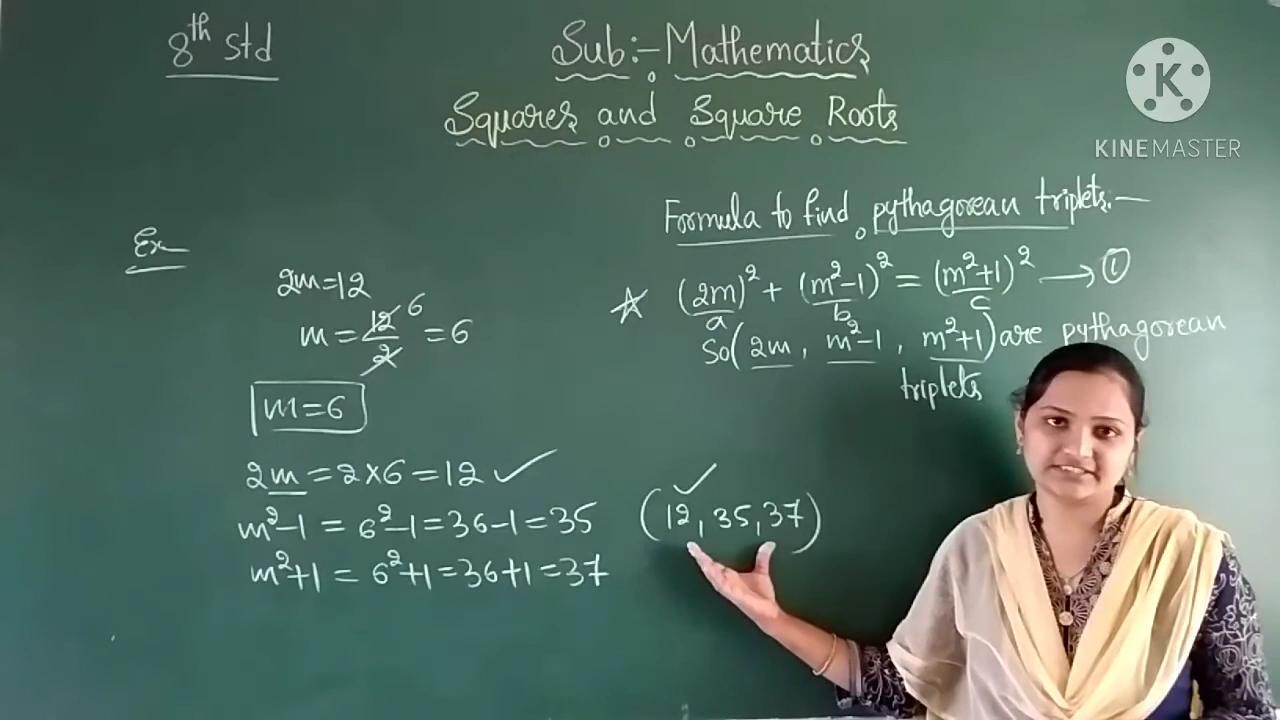 8th Std
Sub:- Mathematics
Squares and Square Roots
K
KINEMASTER
Formula to find pythagorean triplets:-
(2m)² + (m²-1)² = (m²+1)² → ①
a b c
So (2m, m²-1, m²+1) are pythagorean
triplets
Ex
2m=12
m = 12/2 = 6
6
m=6
2m = 2×6 = 12 ✓
m²-1 = 6²-1 = 36-1 = 35
m²+1 = 6²+1 = 36+1 = 37
✓
(12, 35, 37)